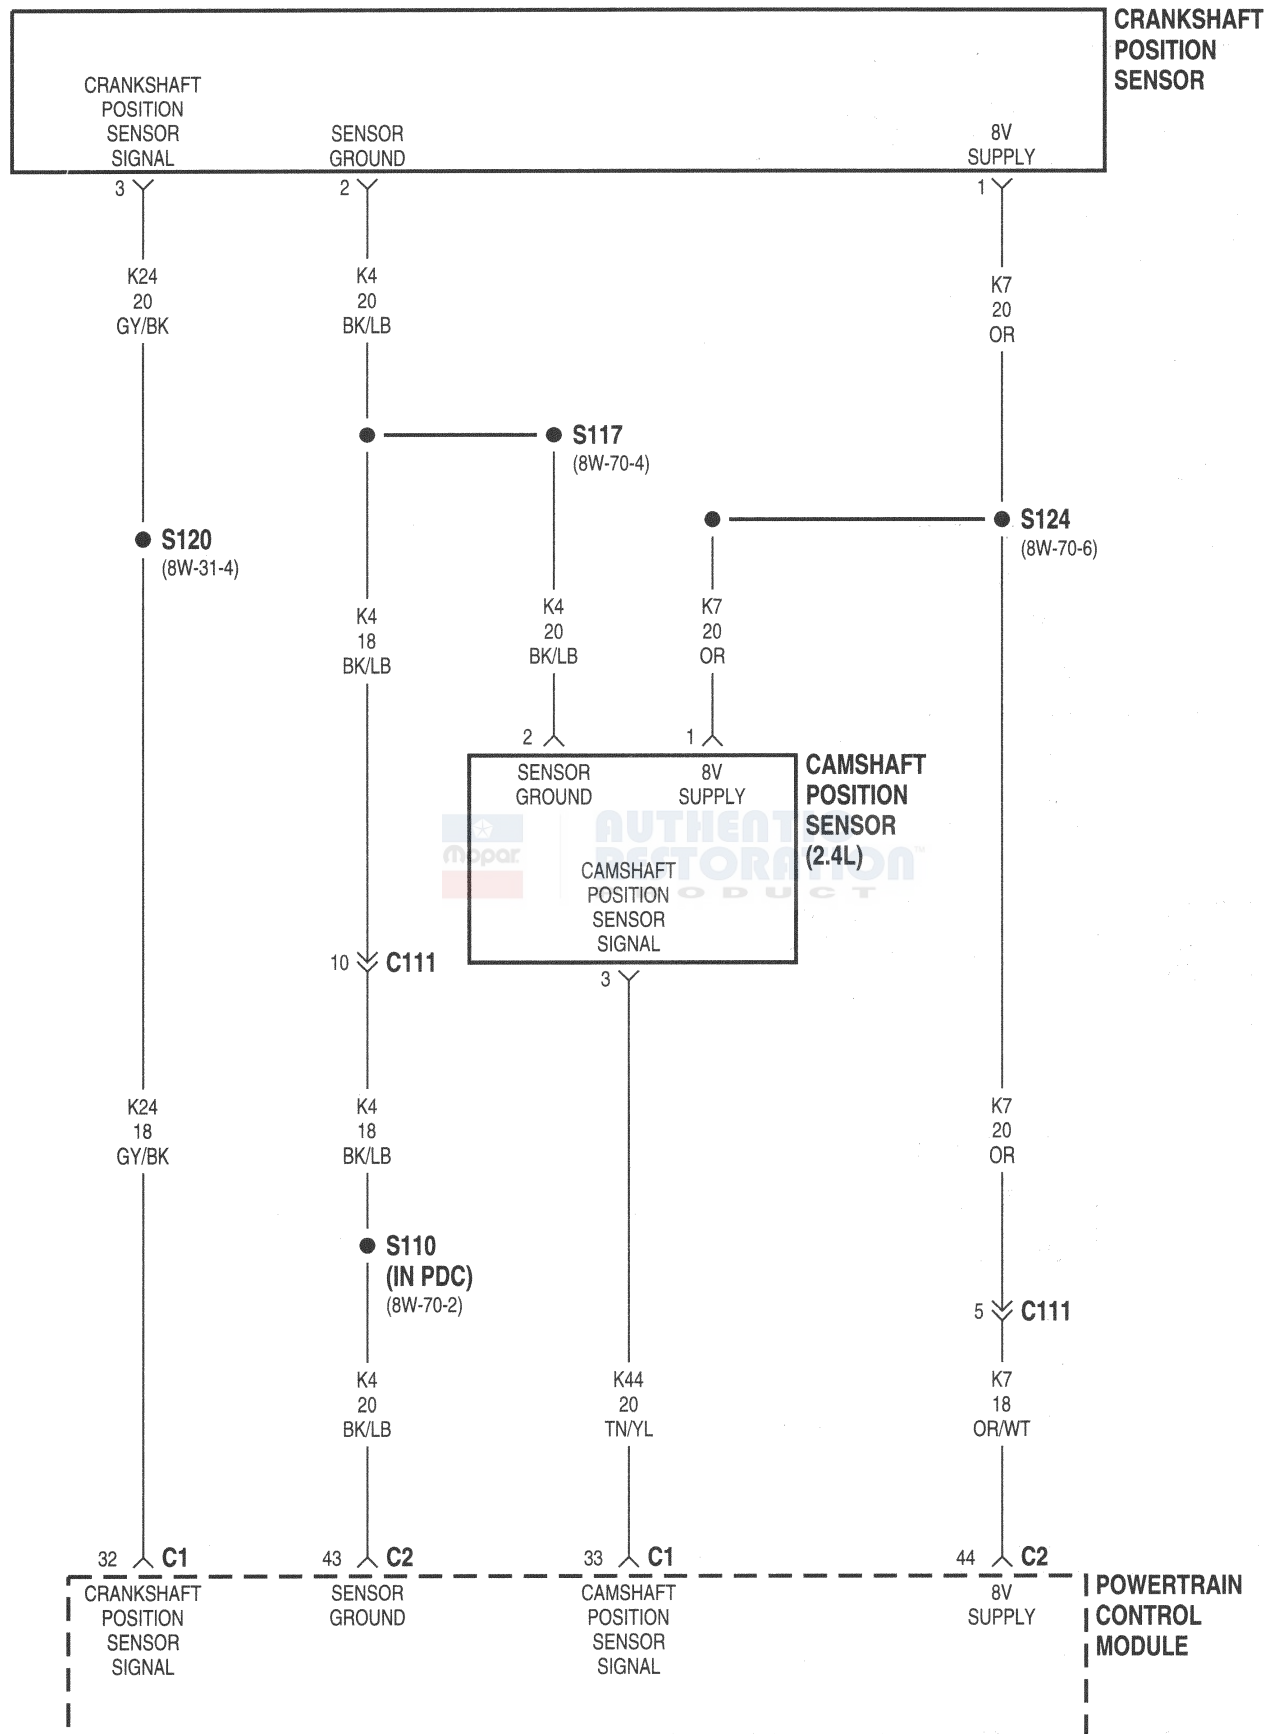 CRANKSHAFT
POSITION
SENSOR
CRANKSHAFT
POSITION
SENSOR
SIGNAL
SENSOR
GROUND
8V
SUPPLY
3
2
1
K24
20
GY/BK
K4
20
BK/LB
K7
20
OR
S117
(8W-70-4)
S124
(8W-70-6)
S120
(8W-31-4)
K4
18
BK/LB
K4
20
BK/LB
K7
20
OR
2
1
SENSOR
GROUND
8V
SUPPLY
CAMSHAFT
POSITION
SENSOR
(2.4L)
Mopar
AUTHENTIC
RESTORATION™
PRODUCT
CAMSHAFT
POSITION
SENSOR
SIGNAL
10
C111
3
K24
18
GY/BK
K4
18
BK/LB
K7
20
OR
S110
(IN PDC)
(8W-70-2)
5
C111
K4
20
BK/LB
K44
20
TN/YL
K7
18
OR/WT
32 C1
43 C2
33 C1
44 C2
CRANKSHAFT
POSITION
SENSOR
SIGNAL
SENSOR
GROUND
CAMSHAFT
POSITION
SENSOR
SIGNAL
8V
SUPPLY
POWERTRAIN
CONTROL
MODULE